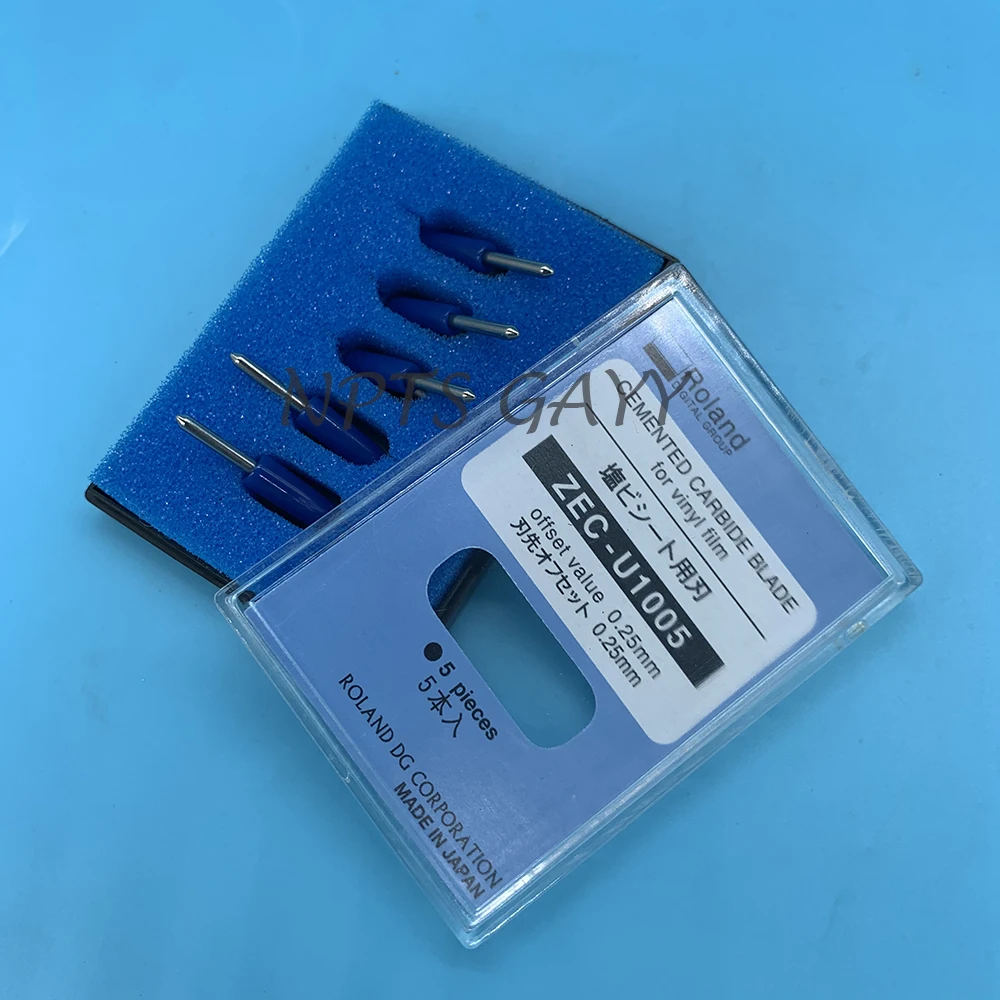 Roland
DIGITAL GROUP
CEMENTED CARBIDE BLADE
for vinyl film
塩ビシート用刃
ZEC-U1005
offset value : 0.25mm
刃先オフセット 0.25mm
● 5 pieces
5本入
ROLAND DG CORPORATION
MADE IN JAPAN
NPTS GAYY